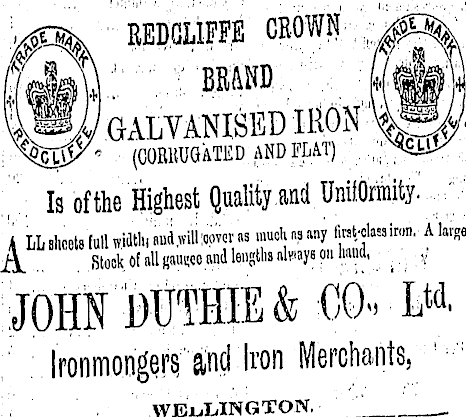 TRADE MARK
REDCLIFFE
REDCLIFFE CROWN
TRADE MARK
REDCLIFFE
BRAND
GALVANISED IRON
(CORRUGATED AND FLAT)
Is of the Highest Quality and Uniformity.
ALL sheets full width, and will cover as much as any first-class iron. A large
Stock of all gauges and lengths always on hand,
JOHN DUTHIE & CO., Ltd.
Ironmongers and Iron Merchants,
WELLINGTON.